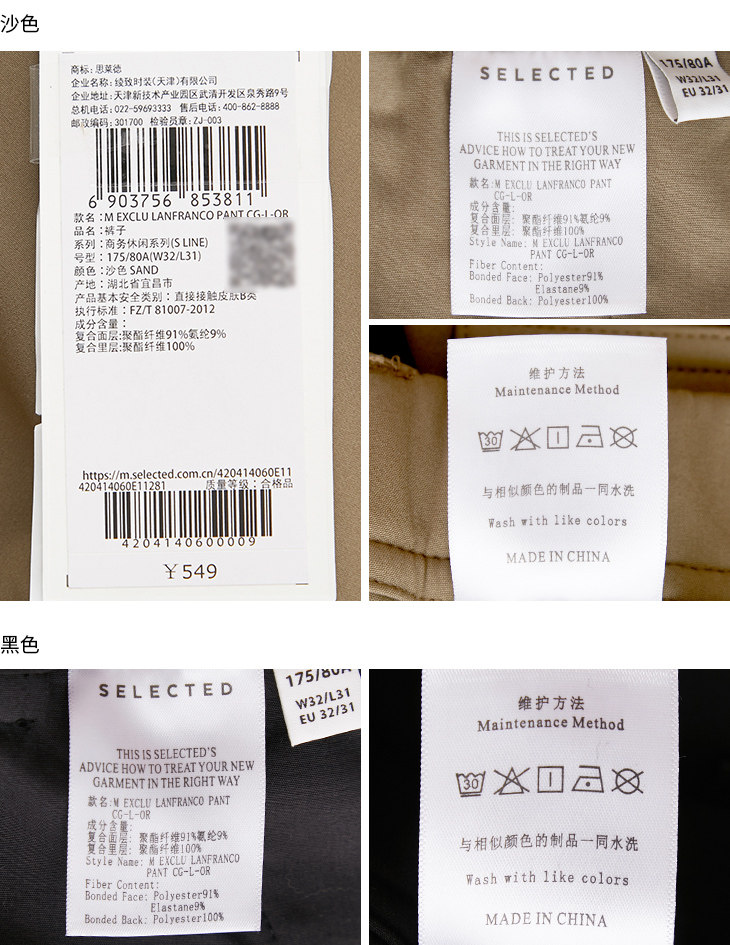 沙色
商标: 思莱德
企业名称: 绫致时装(天津)有限公司
企业地址: 天津新技术产业园区武清开发区泉秀路9号
总机电话: 022-59693333 售后电话: 400-862-8888
邮政编码: 301700 检验员章: ZJ-003
6 903756 853811
款名：M EXCLU LANFRANCO PANT CG-L-OR
品名：裤子
系列：商务休闲系列(S LINE)
号型：175/80A(W32/L31)
颜色：沙色 SAND
产地：湖北省宜昌市
产品基本安全类别：直接接触皮肤B类
执行标准：FZ/T 81007-2012
成分含量：
复合面层:聚酯纤维91%氨纶9%
复合里层:聚酯纤维100%
https://m.selected.com.cn/420414060E11
420414060E11281 质量等级：合格品
4204140600009
￥549
SELECTED
THIS IS SELECTED'S
ADVICE HOW TO TREAT YOUR NEW
GARMENT IN THE RIGHT WAY
款名: M EXCLU LANFRANCO PANT
CG-L-OR
成分含量:
复合面层: 聚酯纤维91%氨纶9%
复合里层: 聚酯纤维100%
Style Name: M EXCLU LANFRANCO
PANT CG-L-OR
Fiber Content:
Bonded Face: Polyester91%
Elastane9%
Bonded Back: Polyester100%
175/80A
W32/L31
EU 32/31
维护方法
Maintenance Method
30
与相似颜色的制品一同水洗
Wash with like colors
MADE IN CHINA
黑色
SELECTED
THIS IS SELECTED'S
ADVICE HOW TO TREAT YOUR NEW
GARMENT IN THE RIGHT WAY
款名: M EXCLU LANFRANCO PANT
CG-L-OR
成分含量:
复合面层: 聚酯纤维91%氨纶9%
复合里层: 聚酯纤维100%
Style Name: M EXCLU LANFRANCO
PANT CG-L-OR
Fiber Content:
Bonded Face: Polyester91%
Elastane9%
Bonded Back: Polyester100%
175/80A
W32/L31
EU 32/31
维护方法
Maintenance Method
30
与相似颜色的制品一同水洗
Wash with like colors
MADE IN CHINA